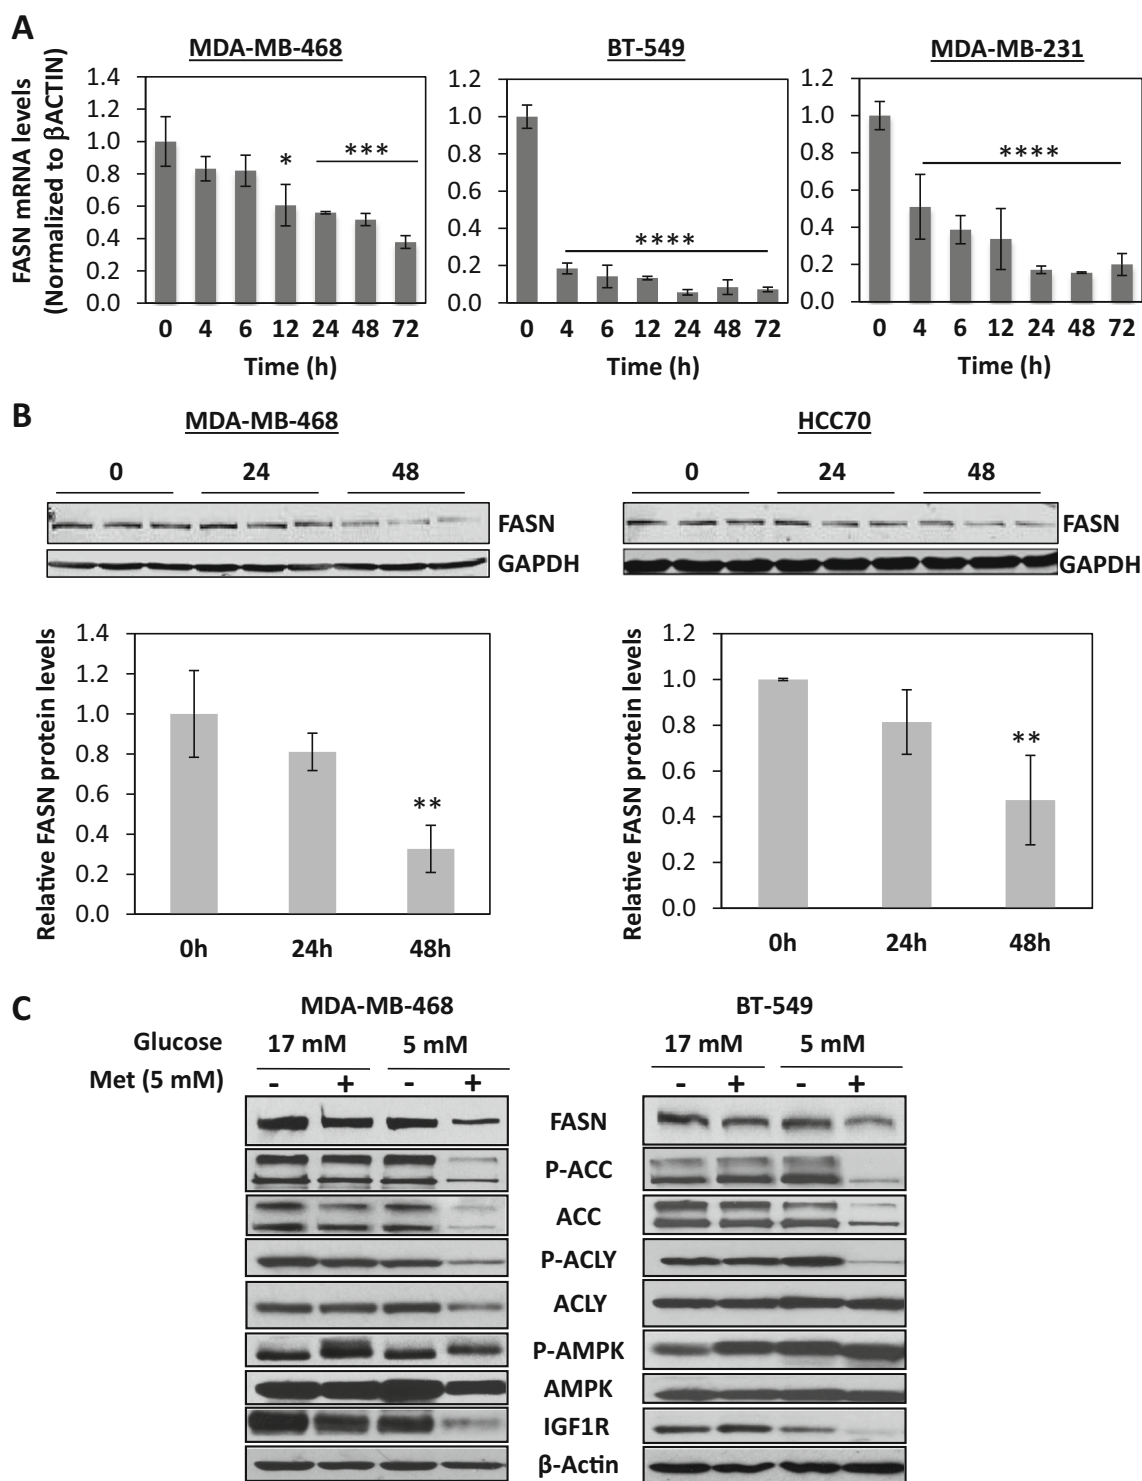 A
MDA-MB-468
BT-549
MDA-MB-231
FASN mRNA levels
(Normalized to βACTIN)
1.4
1.2
1.0
0.8
0.6
0.4
0.2
0.0
*
***
0 4 6 12 24 48 72
Time (h)
1.2
1.0
0.8
0.6
0.4
0.2
0.0
****
0 4 6 12 24 48 72
Time (h)
1.2
1.0
0.8
0.6
0.4
0.2
0.0
****
0 4 6 12 24 48 72
Time (h)
B
MDA-MB-468
0 24 48
FASN
GAPDH
Relative FASN protein levels
1.4
1.2
1.0
0.8
0.6
0.4
0.2
0.0
**
0h 24h 48h
HCC70
0 24 48
FASN
GAPDH
Relative FASN protein levels
1.2
1.0
0.8
0.6
0.4
0.2
0.0
**
0h 24h 48h
C
MDA-MB-468 BT-549
Glucose 17 mM 5 mM 17 mM 5 mM
Met (5 mM) - + - + - + - +
FASN
P-ACC
ACC
P-ACLY
ACLY
P-AMPK
AMPK
IGF1R
β-Actin